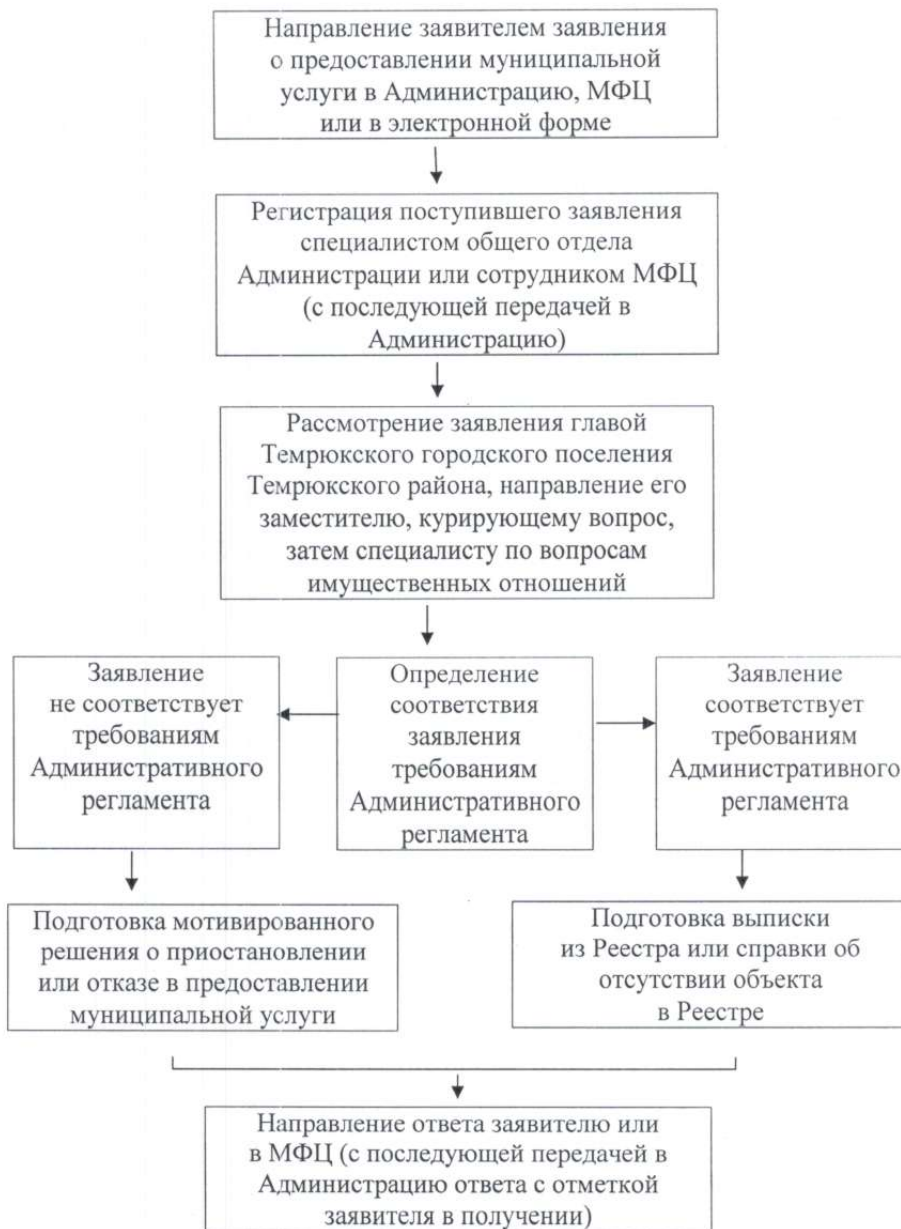 Направление заявителем заявления
о предоставлении муниципальной
услуги в Администрацию, МФЦ
или в электронной форме
Регистрация поступившего заявления
специалистом общего отдела
Администрации или сотрудником МФЦ
(с последующей передачей в
Администрацию)
Рассмотрение заявления главой
Темрюкского городского поселения
Темрюкского района, направление его
заместителю, курирующему вопрос,
затем специалисту по вопросам
имущественных отношений
Заявление
не соответствует
требованиям
Административного
регламента
Определение
соответствия
заявления
требованиям
Административного
регламента
Заявление
соответствует
требованиям
Административного
регламента
Подготовка мотивированного
решения о приостановлении
или отказе в предоставлении
муниципальной услуги
Подготовка выписки
из Реестра или справки об
отсутствии объекта
в Реестре
Направление ответа заявителю или
в МФЦ (с последующей передачей в
Администрацию ответа с отметкой
заявителя в получении)